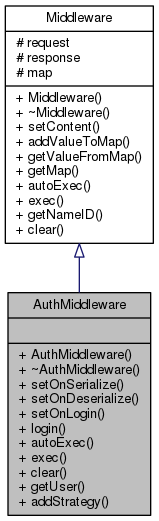 Middleware
# request
# response
# map
+ Middleware()
+ ~Middleware()
+ setContent()
+ addValueToMap()
+ getValueFromMap()
+ getMap()
+ autoExec()
+ exec()
+ getNameID()
+ clear()
AuthMiddleware
+ AuthMiddleware()
+ ~AuthMiddleware()
+ setOnSerialize()
+ setOnDeserialize()
+ setOnLogin()
+ login()
+ autoExec()
+ exec()
+ clear()
+ getUser()
+ addStrategy()